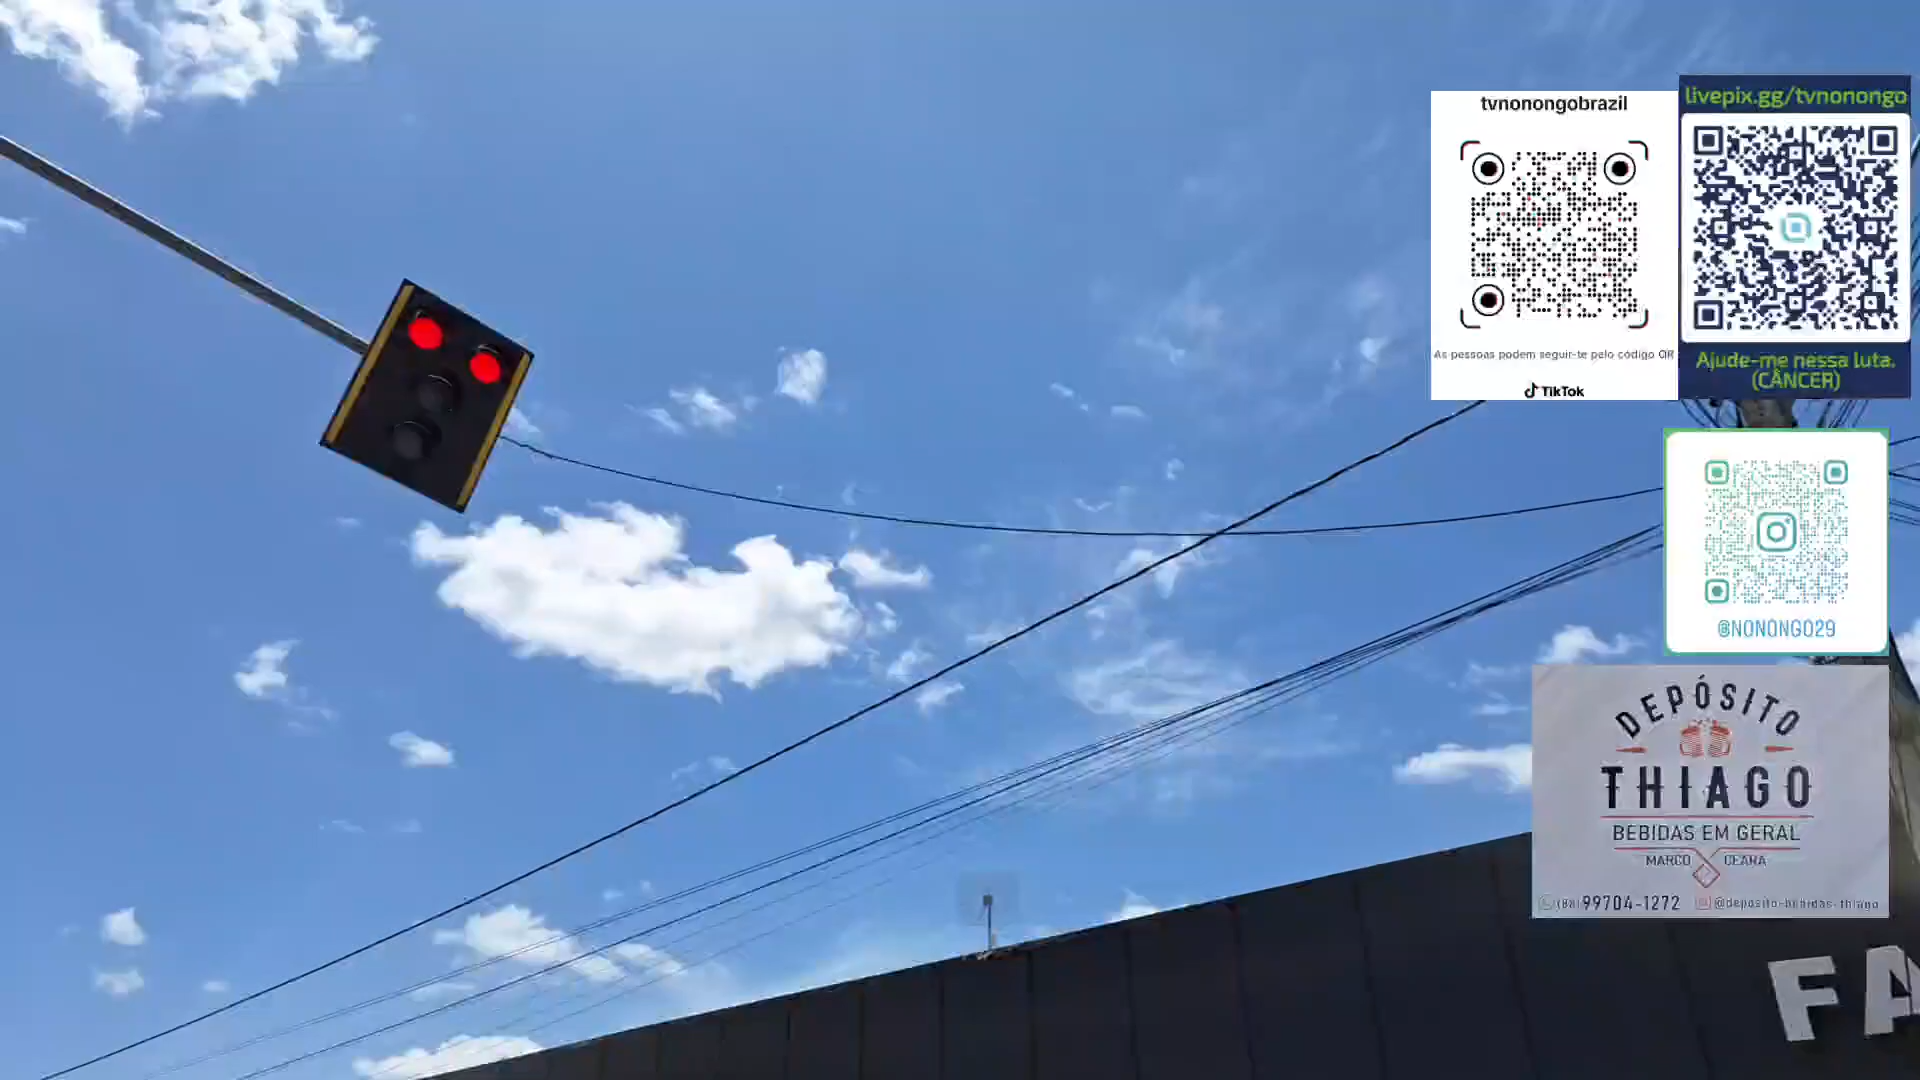 tvnonongobrazil
As pessoas podem seguir-te pelo código QR
TikTok
livepix.gg/tvnonongo
Ajude-me nessa luta.
(CÂNCER)
@NONONGO29
DEPÓSITO
THIAGO
BEBIDAS EM GERAL
MARCO CEARA
(88) 99704-1272 @deposito-bebidas-thiago
FA